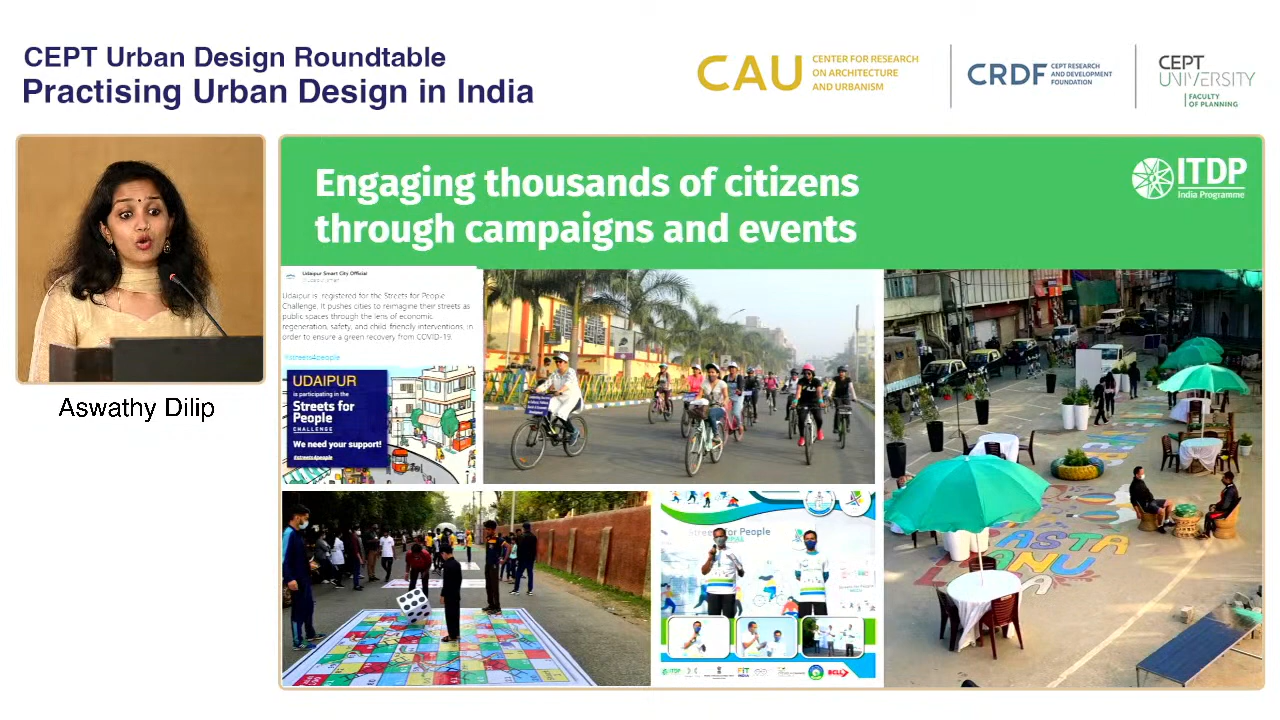 CEPT Urban Design Roundtable
Practising Urban Design in India
CAU
CENTER FOR RESEARCH
ON ARCHITECTURE
AND URBANISM
CRDF
CEPT RESEARCH
AND DEVELOPMENT
FOUNDATION
CEPT
UNIVERSITY
FACULTY
OF PLANNING
Aswathy Dilip
Engaging thousands of citizens
through campaigns and events
ITDP
India Programme
Udaipur Smart City Official
Udaipur is registered for the Streets for People
Challenge. It pushes cities to reimagine their streets as
public spaces through the lens of economic
regeneration, safety, and child-friendly interventions, in
order to ensure a green recovery from COVID-19.
#streets4people
UDAIPUR
is participating in the
Streets for
People
CHALLENGE
We need your support!
#streets4people
for People
ITDP
FIT
INDIA